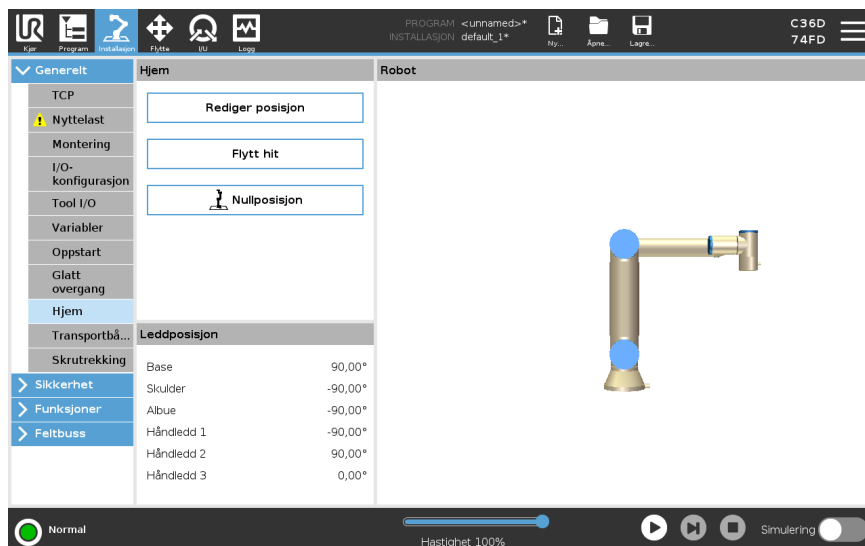 UR
PROGRAM <unnamed>*
INSTALLASJON default_1*
C36D
74FD
Kjør Program Installasjon Flytte I/U Logg Ny... Åpne... Lagre...
Generelt
TCP
Nyttelast
Montering
I/O-
konfigurasjon
Tool I/O
Variabler
Oppstart
Glatt
overgang
Hjem
Transportbå...
Skrutrekking
Sikkerhet
Funksjoner
Feltbuss
Hjem
Rediger posisjon
Flytt hit
Nullposisjon
Leddposisjon
Base 90,00°
Skulder -90,00°
Albue -90,00°
Håndledd 1 -90,00°
Håndledd 2 90,00°
Håndledd 3 0,00°
Robot
Normal
Hastighet 100%
Simulering